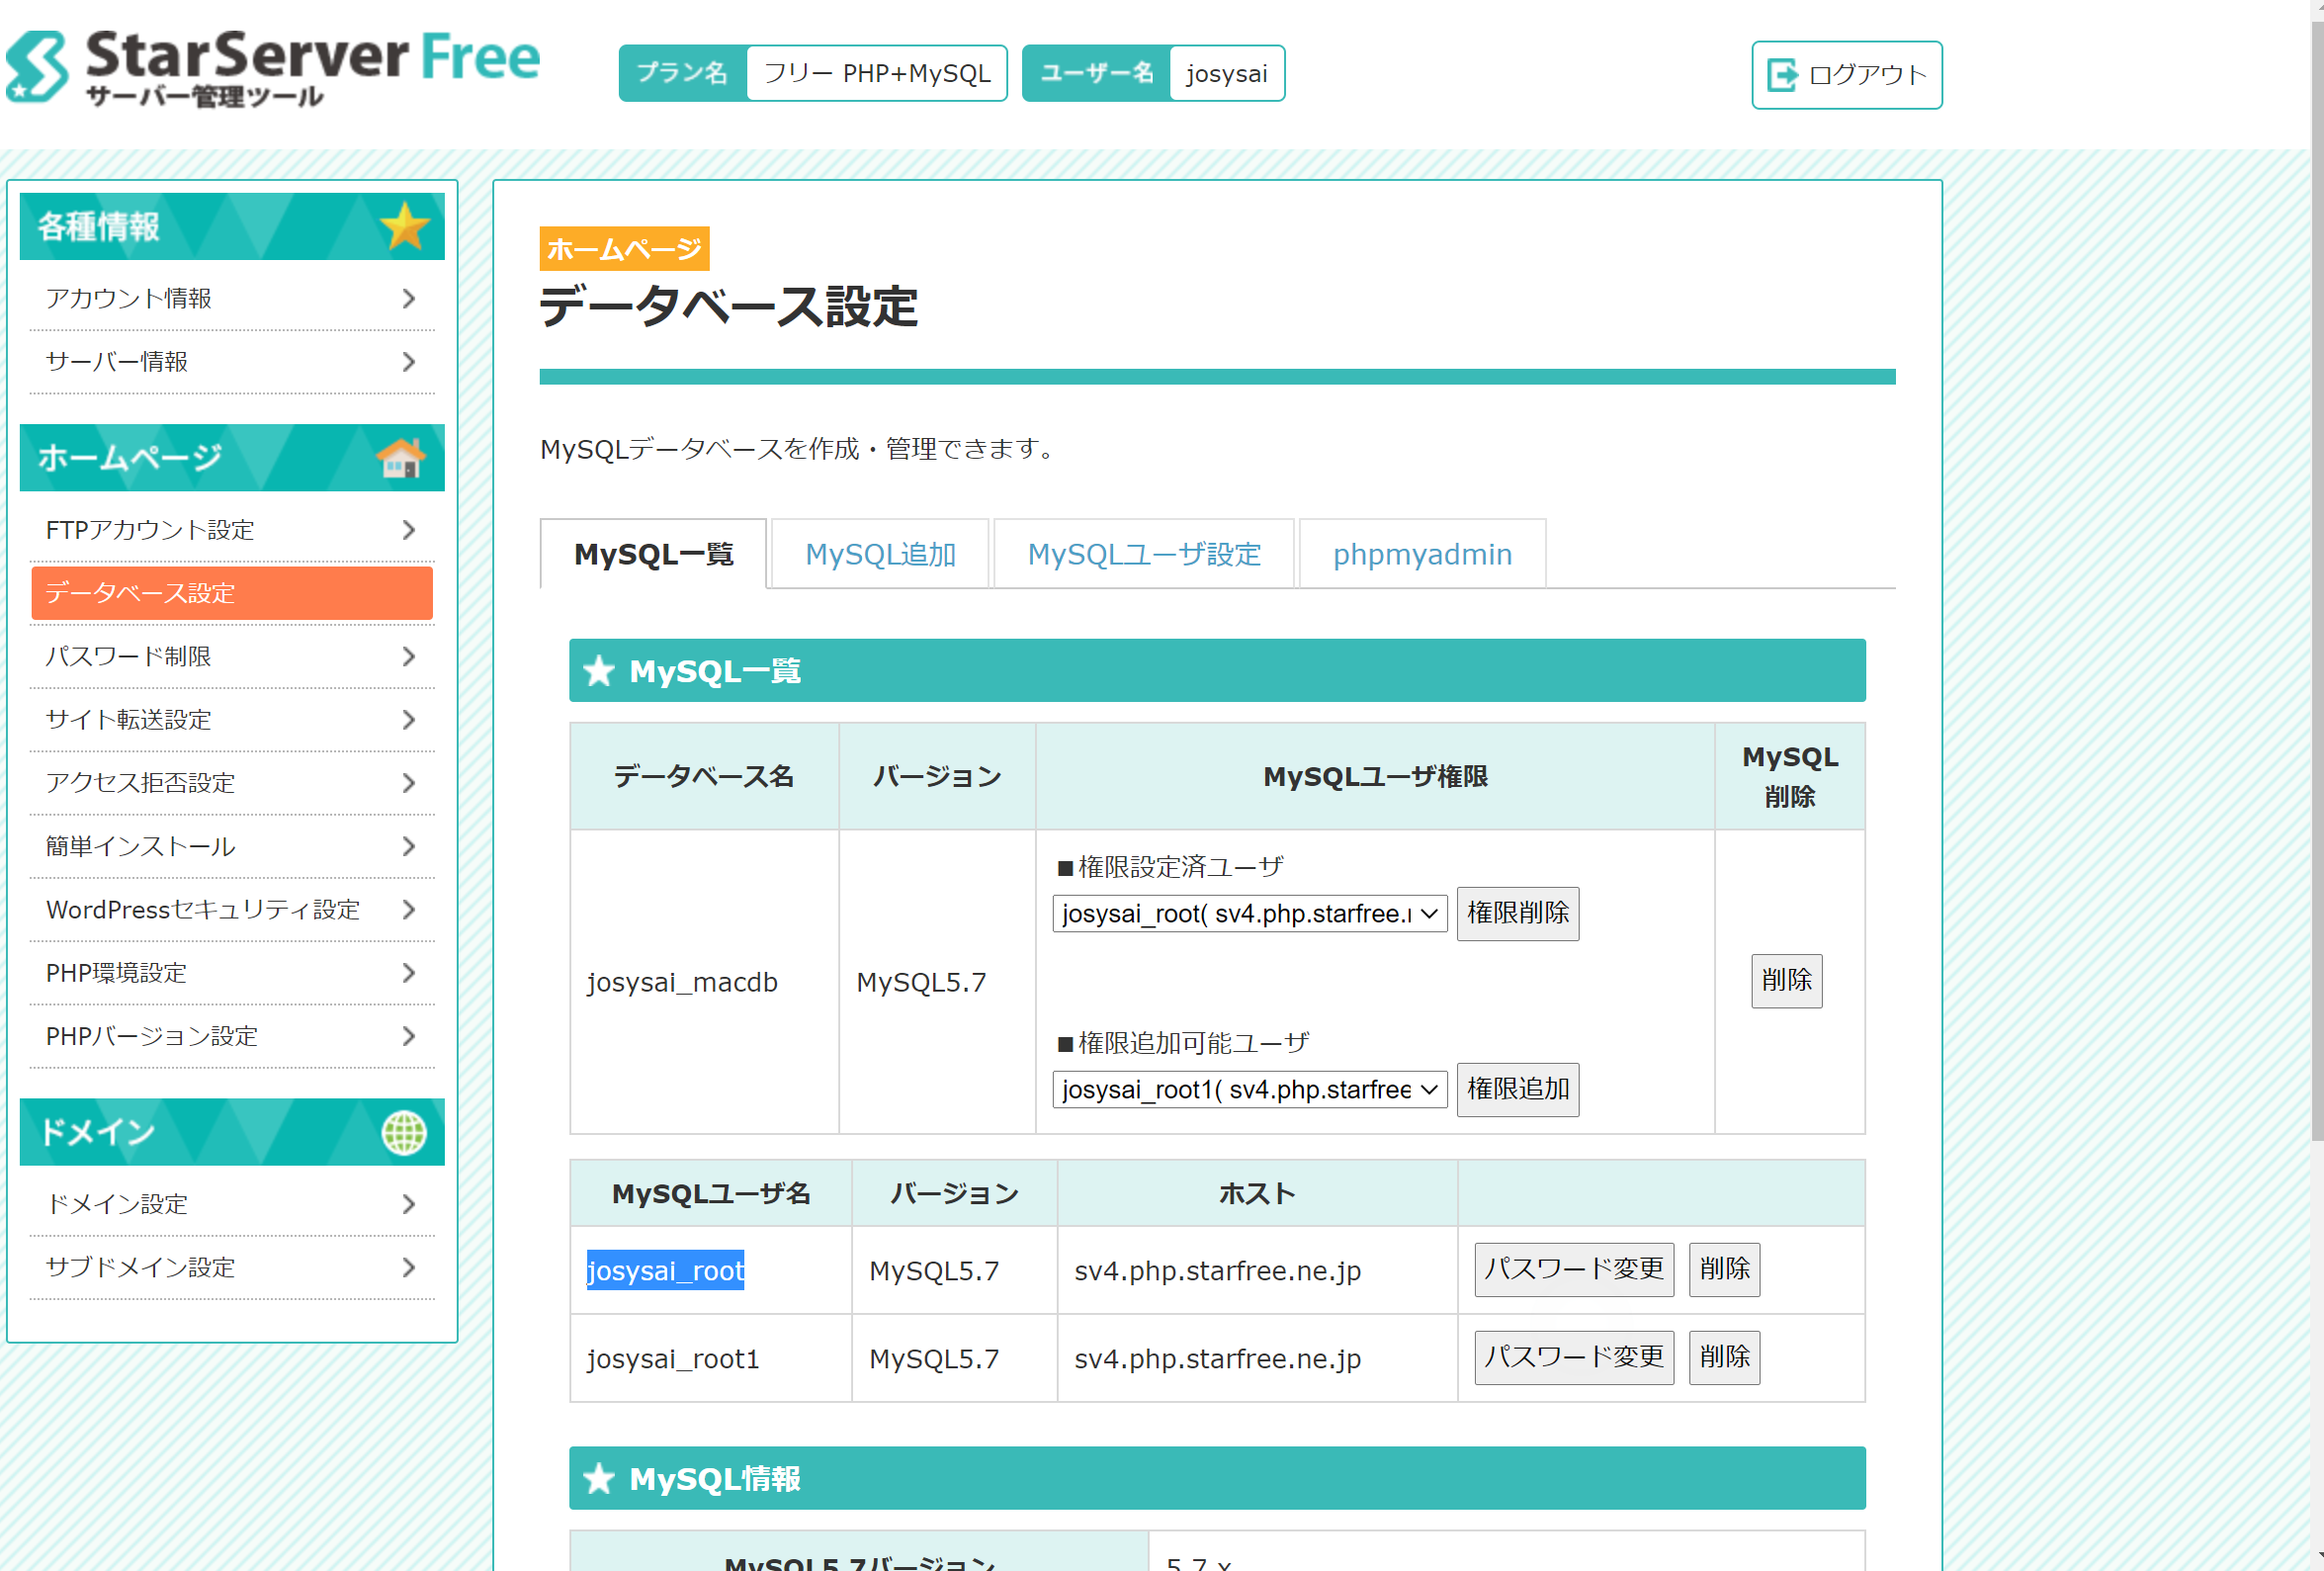 StarServer Free
サーバー管理ツール
プラン名 フリー PHP+MySQL ユーザー名 josysai
ログアウト
各種情報
アカウント情報
サーバー情報
ホームページ
FTPアカウント設定
データベース設定
パスワード制限
サイト転送設定
アクセス拒否設定
簡単インストール
WordPressセキュリティ設定
PHP環境設定
PHPバージョン設定
ドメイン
ドメイン設定
サブドメイン設定
ホームページ
データベース設定
MySQLデータベースを作成・管理できます。
MySQL一覧 MySQL追加 MySQLユーザ設定 phpmyadmin
MySQL一覧
データベース名 バージョン MySQLユーザ権限 MySQL
削除
■権限設定済ユーザ
josysai_root( sv4.php.starfree. 権限削除
josysai_macdb MySQL5.7 削除
■権限追加可能ユーザ
josysai_root1( sv4.php.starfree 権限追加
MySQLユーザ名 バージョン ホスト
josysai_root MySQL5.7 sv4.php.starfree.ne.jp パスワード変更 削除
josysai_root1 MySQL5.7 sv4.php.starfree.ne.jp パスワード変更 削除
MySQL情報
MySQL5.7バージョン 5.7.x